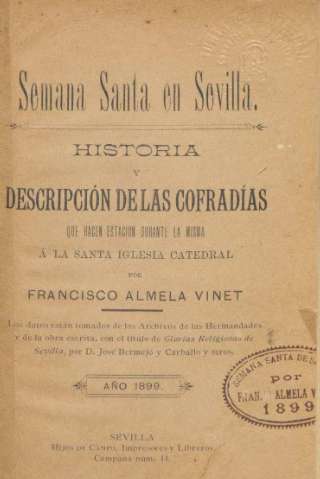 Semana Santa en Sevilla.
HISTORIA
Y
DESCRIPCIÓN DE LAS COFRADÍAS
QUE HACEN ESTACIÓN DURANTE LA MISMA
Á LA SANTA IGLESIA CATEDRAL
POR
FRANCISCO ALMELA VINET
Los datos están tomados de los Archivos de las Hermandades
y de la obra escrita, con el título de Glorias Religiosas de
Sevilla, por D. José Bermejo y Carballo y otros.
AÑO 1899.
SEMANA SANTA DE
por
FRAN. ALMELA V
1899
SEVILLA
HIJOS DE CAMPO, Impresores y Libreros
Campana núm. 14.